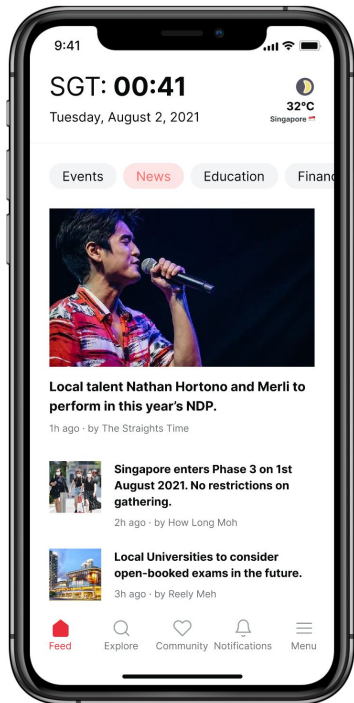 9:41
SGT: 00:41
Tuesday, August 2, 2021
32°C
Singapore
Events News Education Financ
Local talent Nathan Hortono and Merli to
perform in this year's NDP.
1h ago · by The Straights Time
Singapore enters Phase 3 on 1st
August 2021. No restrictions on
gathering.
2h ago · by How Long Moh
Local Universities to consider
open-booked exams in the future.
3h ago · by Reely Meh
Feed Explore Community Notifications Menu